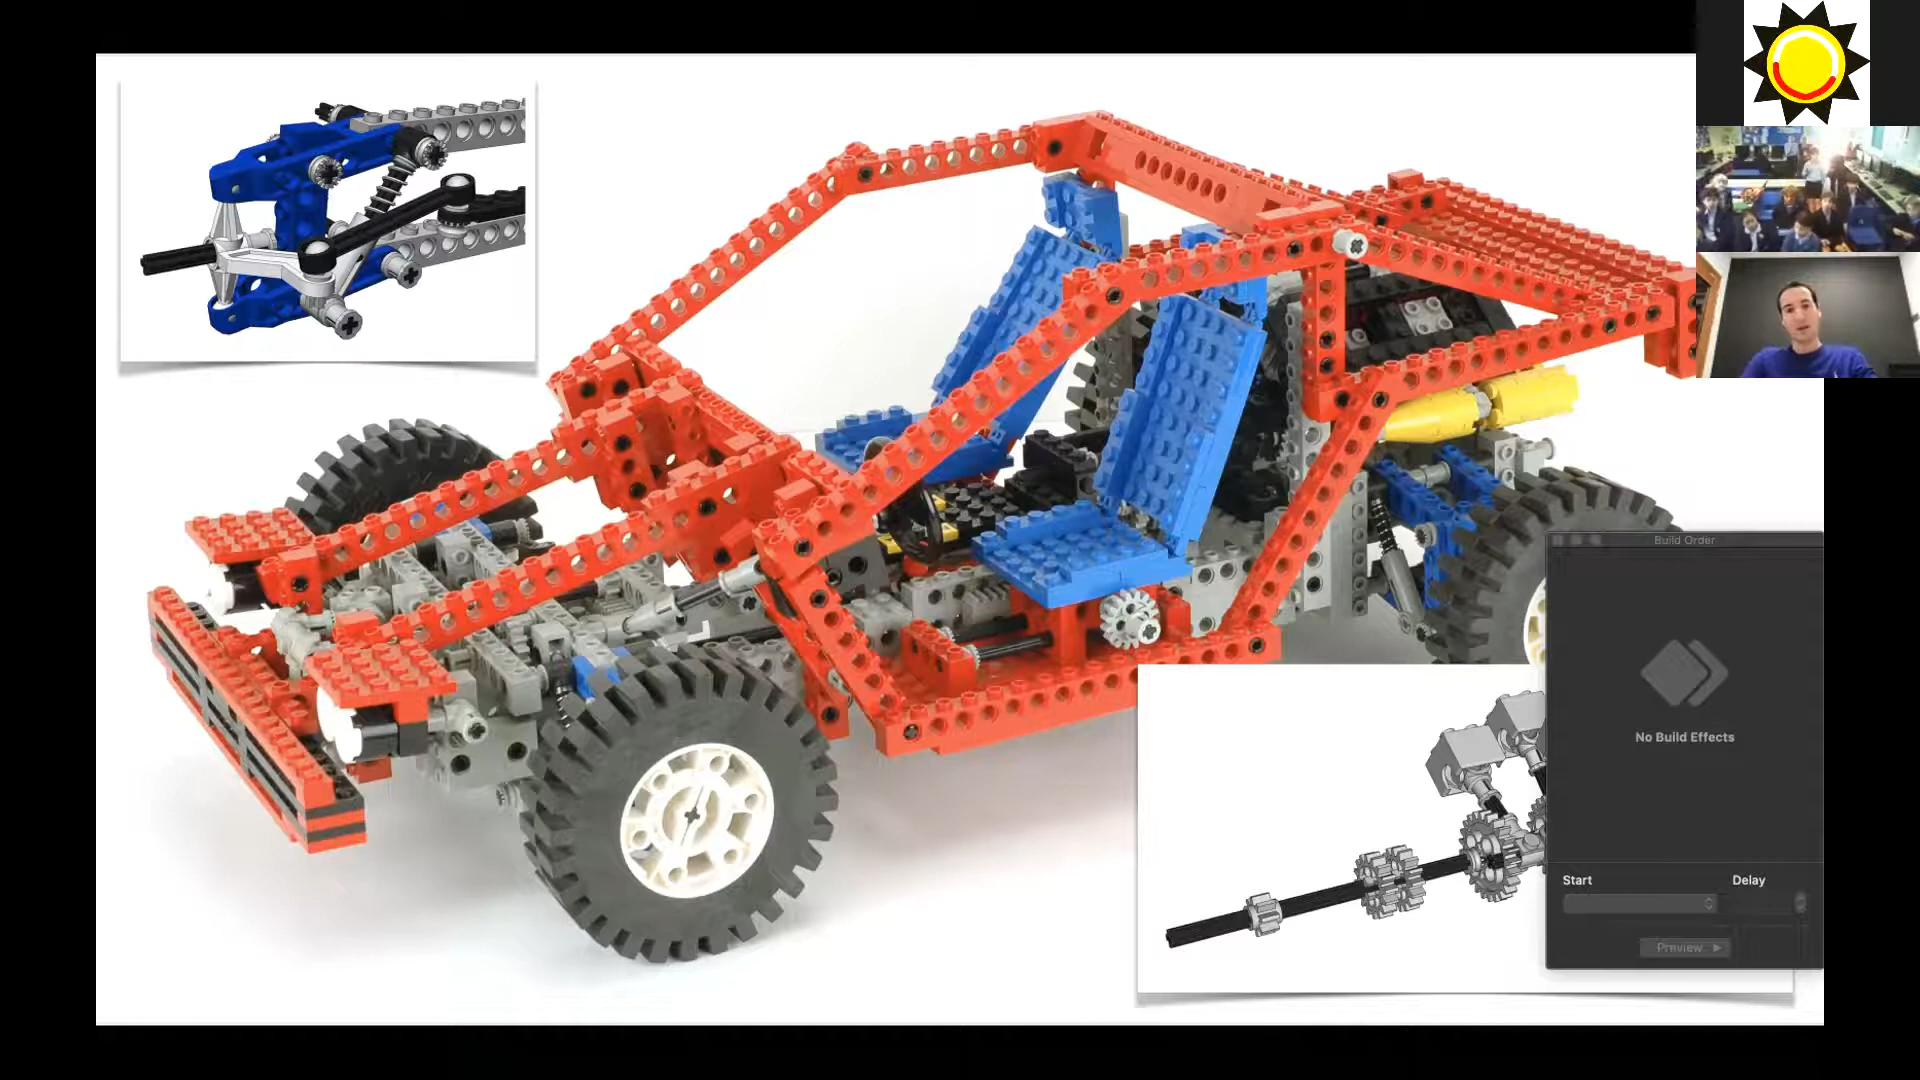 Build Order
No Build Effects
Start
Delay
Preview